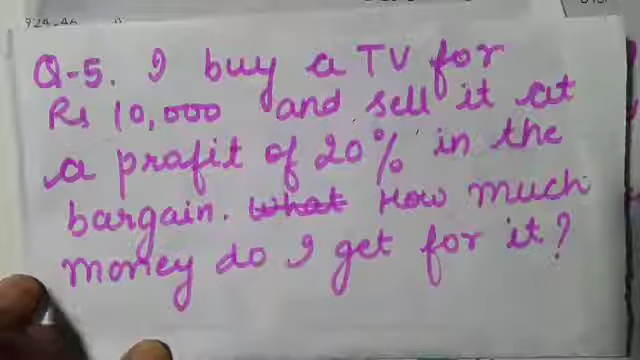 Q-5. I buy a TV for
Rs 10,000 and sell it at
a profit of 20% in the
bargain. What How much
money do I get for it?